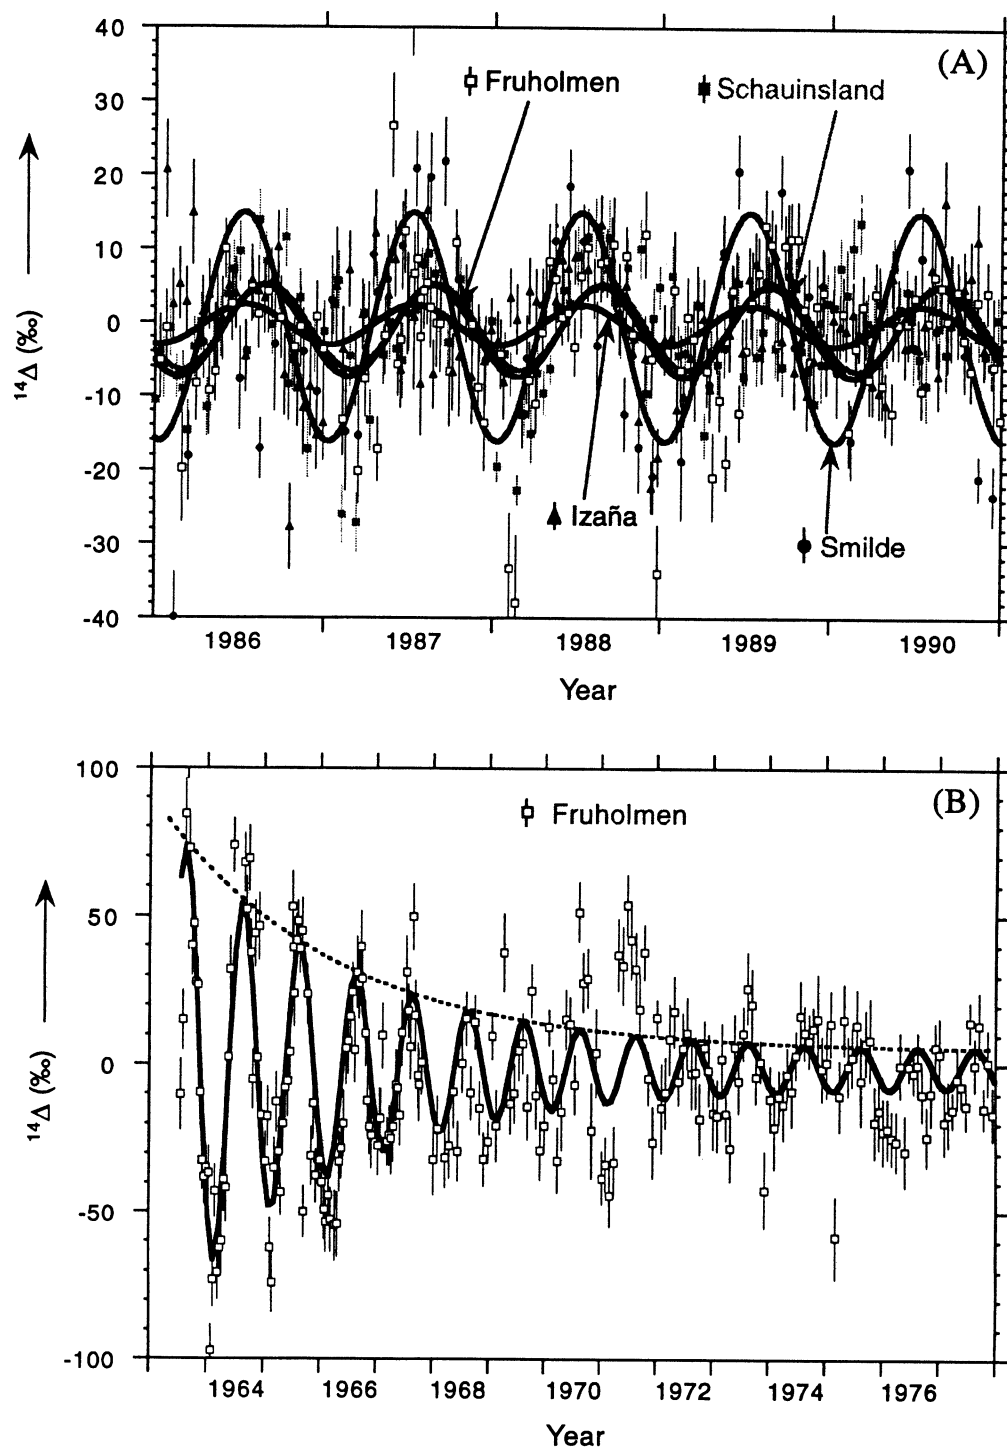 (A)
40
30
20
10
0
-10
-20
-30
-40
¹⁴Δ (‰)
Fruholmen
Schauinsland
Izaña
Smilde
1986 1987 1988 1989 1990
Year
(B)
100
50
0
-50
-100
¹⁴Δ (‰)
Fruholmen
1964 1966 1968 1970 1972 1974 1976
Year